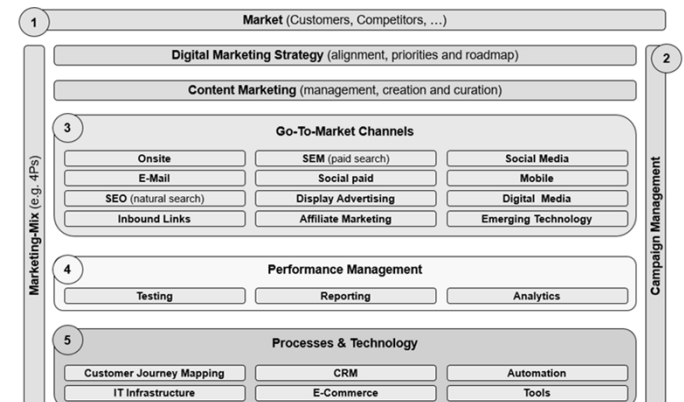 1
Market (Customers, Competitors, …)
Digital Marketing Strategy (alignment, priorities and roadmap)
2
Content Marketing (management, creation and curation)
Marketing-Mix (e.g. 4Ps)
Campaign Management
3
Go-To-Market Channels
Onsite
SEM (paid search)
Social Media
E-Mail
Social paid
Mobile
SEO (natural search)
Display Advertising
Digital Media
Inbound Links
Affiliate Marketing
Emerging Technology
4
Performance Management
Testing
Reporting
Analytics
5
Processes & Technology
Customer Journey Mapping
CRM
Automation
IT Infrastructure
E-Commerce
Tools